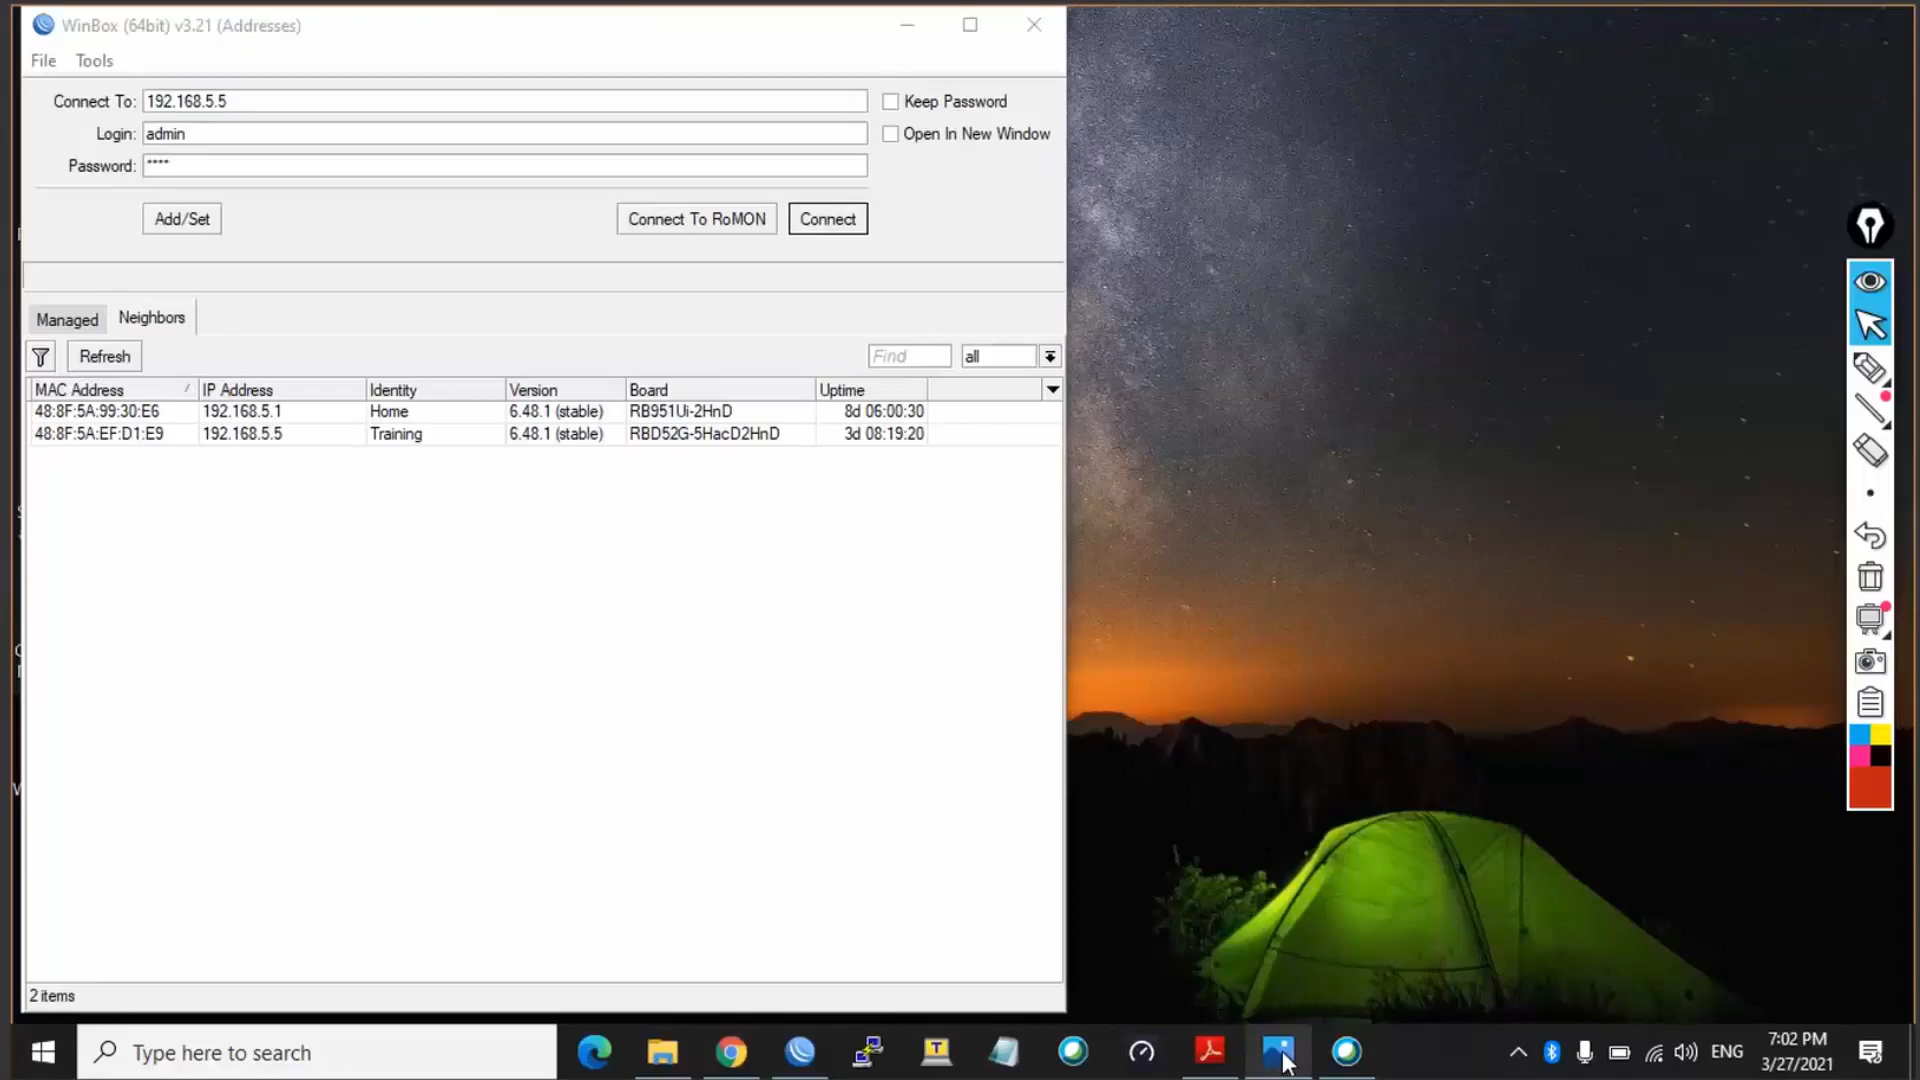 WinBox (64bit) v3.21 (Addresses)
File Tools
Connect To: 192.168.5.5
Keep Password
Login: admin
Open In New Window
Password: ****
Add/Set
Connect To RoMON
Connect
Managed
Neighbors
Refresh
Find
all
MAC Address IP Address Identity Version Board Uptime
48:8F:5A:99:30:E6 192.168.5.1 Home 6.48.1 (stable) RB951Ui-2HnD 8d 06:00:30
48:8F:5A:EF:D1:E9 192.168.5.5 Training 6.48.1 (stable) RBD52G-5HacD2HnD 3d 08:19:20
2 items
Type here to search
T
ENG
7:02 PM
3/27/2021